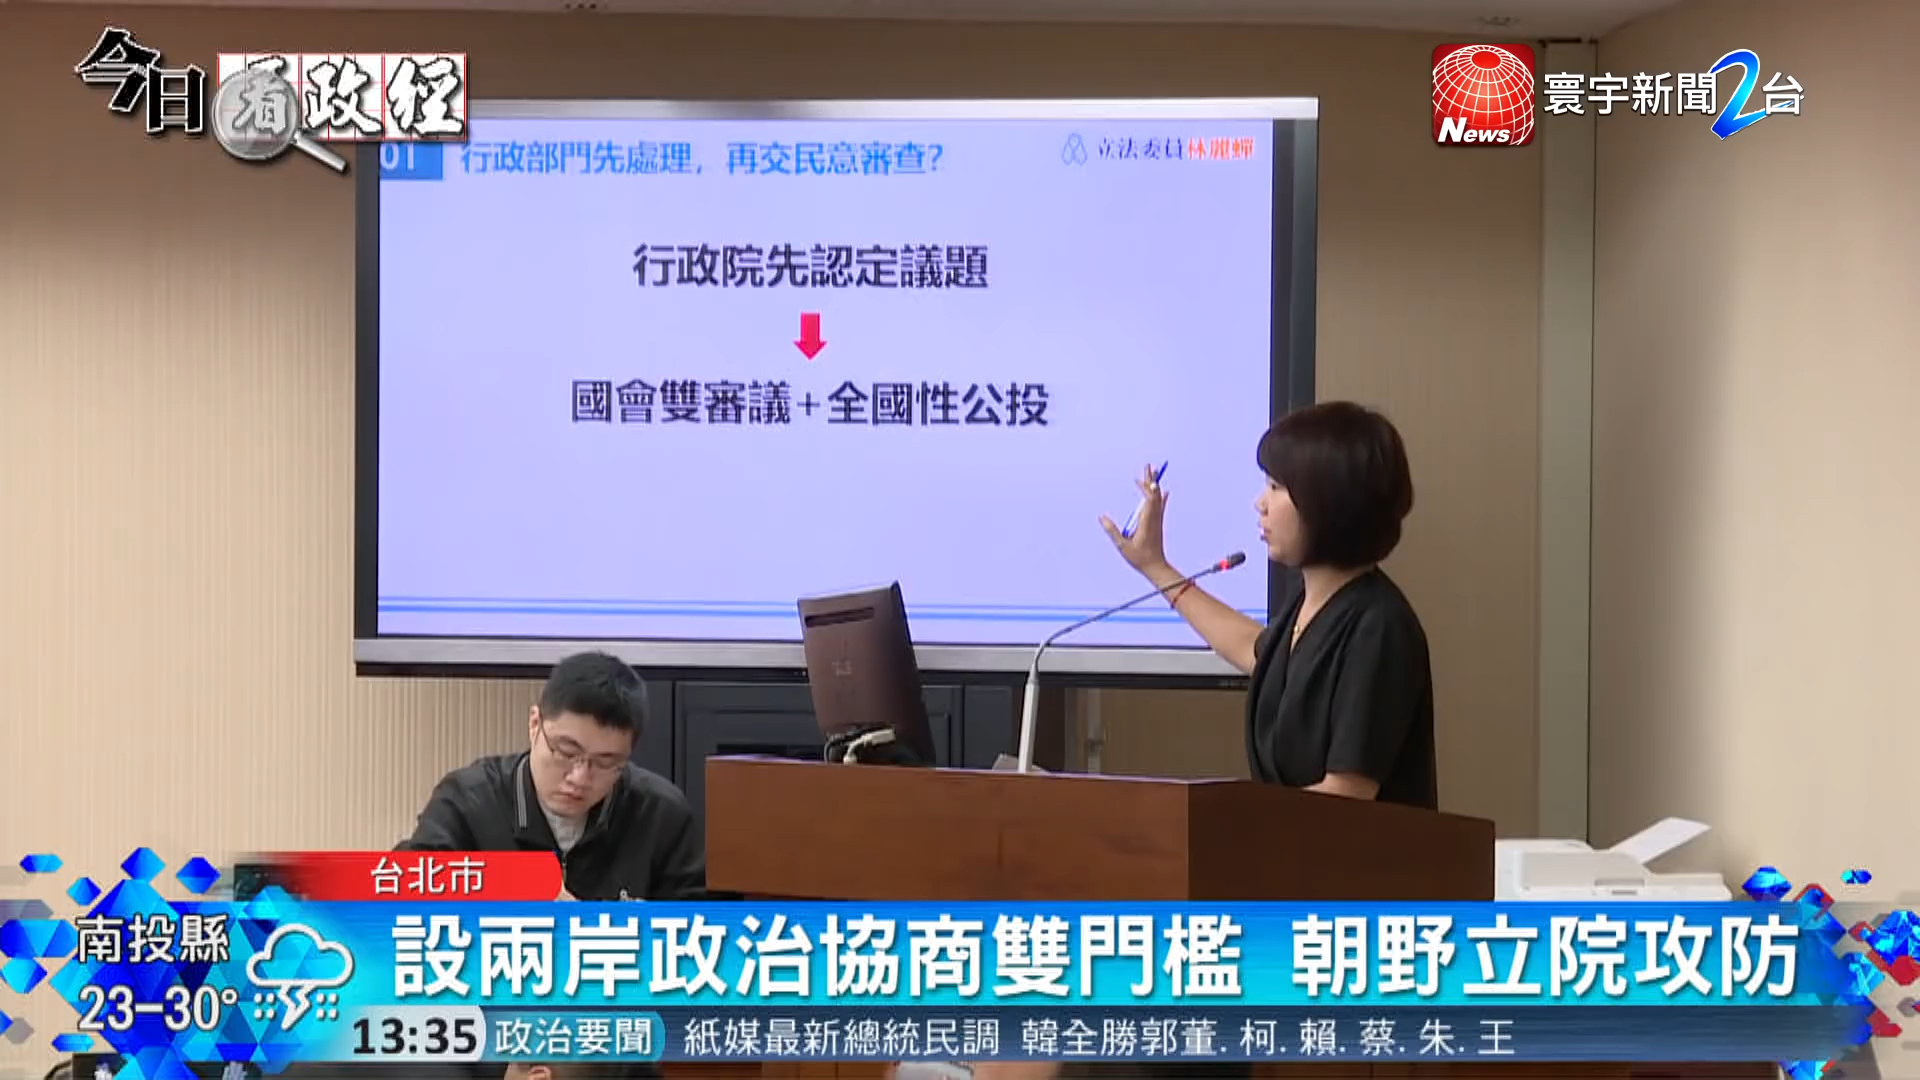 今日看政經
News
寰宇新聞2台
01 行政部門先處理，再交民意審查？
立法委員林麗蟬
行政院先認定議題
國會雙審議+全國性公投
台北市
南投縣
23-30°
設兩岸政治協商雙門檻 朝野立院攻防
13:35
政治要聞
紙媒最新總統民調 韓全勝郭董.柯.賴.蔡.朱.王